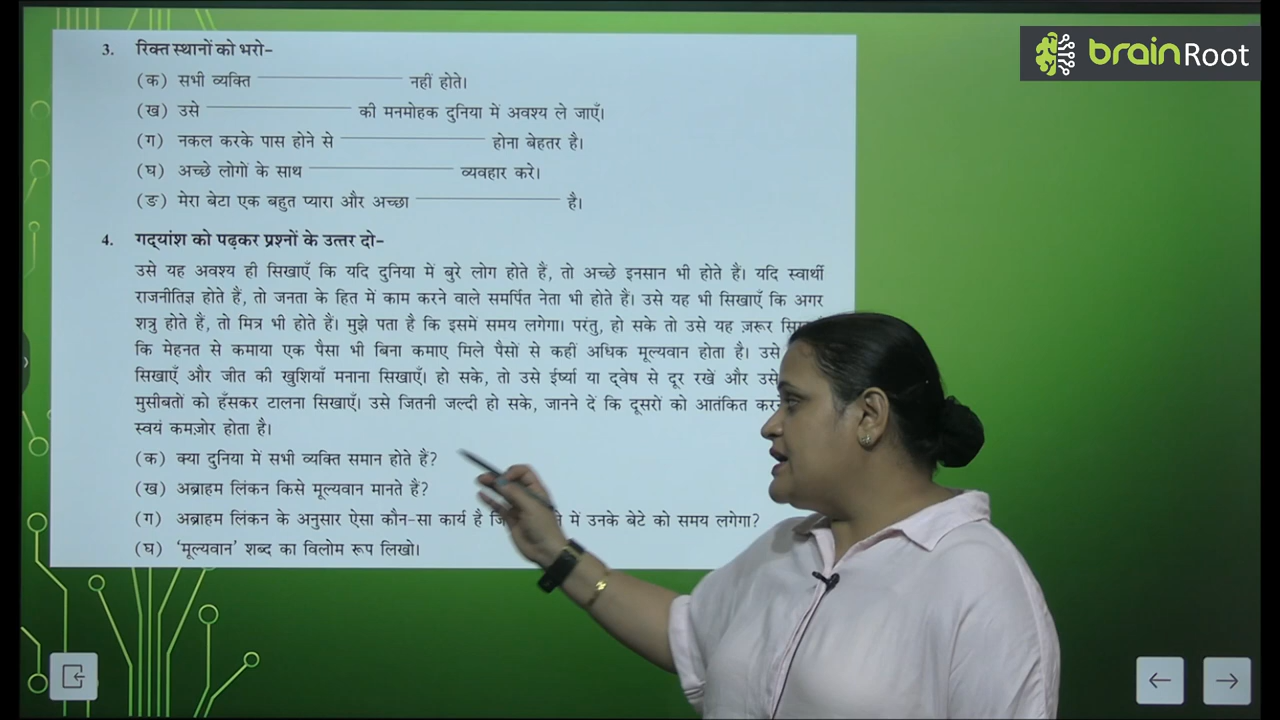 brainRoot
3. रिक्त स्थानों को भरो–
(क) सभी व्यक्ति ____________ नहीं होते।
(ख) उसे ____________ की मनमोहक दुनिया में अवश्य ले जाएँ।
(ग) नकल करके पास होने से ____________ होना बेहतर है।
(घ) अच्छे लोगों के साथ ____________ व्यवहार करे।
(ङ) मेरा बेटा एक बहुत प्यारा और अच्छा ____________ है।
4. गद्यांश को पढ़कर प्रश्नों के उत्तर दो–
उसे यह अवश्य ही सिखाएँ कि यदि दुनिया में बुरे लोग होते हैं, तो अच्छे इनसान भी होते हैं। यदि स्वार्थी
राजनीतिज्ञ होते हैं, तो जनता के हित में काम करने वाले समर्पित नेता भी होते हैं। उसे यह भी सिखाएँ कि अगर
शत्रु होते हैं, तो मित्र भी होते हैं। मुझे पता है कि इसमें समय लगेगा। परंतु, हो सके तो उसे यह ज़रूर
कि मेहनत से कमाया एक पैसा भी बिना कमाए मिले पैसों से कहीं अधिक मूल्यवान होता है। उसे
सिखाएँ और जीत की खुशियाँ मनाना सिखाएँ। हो सके, तो उसे ईर्ष्या या द्वेष से दूर रखें और उसे
मुसीबतों को हँसकर टालना सिखाएँ। उसे जितनी जल्दी हो सके, जानने दें कि दूसरों को आतंकित
स्वयं कमज़ोर होता है।
(क) क्या दुनिया में सभी व्यक्ति समान होते हैं?
(ख) अब्राहम लिंकन किसे मूल्यवान मानते हैं?
(ग) अब्राहम लिंकन के अनुसार ऐसा कौन-सा कार्य है में उनके बेटे को समय लगेगा?
(घ) ‘मूल्यवान’ शब्द का विलोम रूप लिखो।